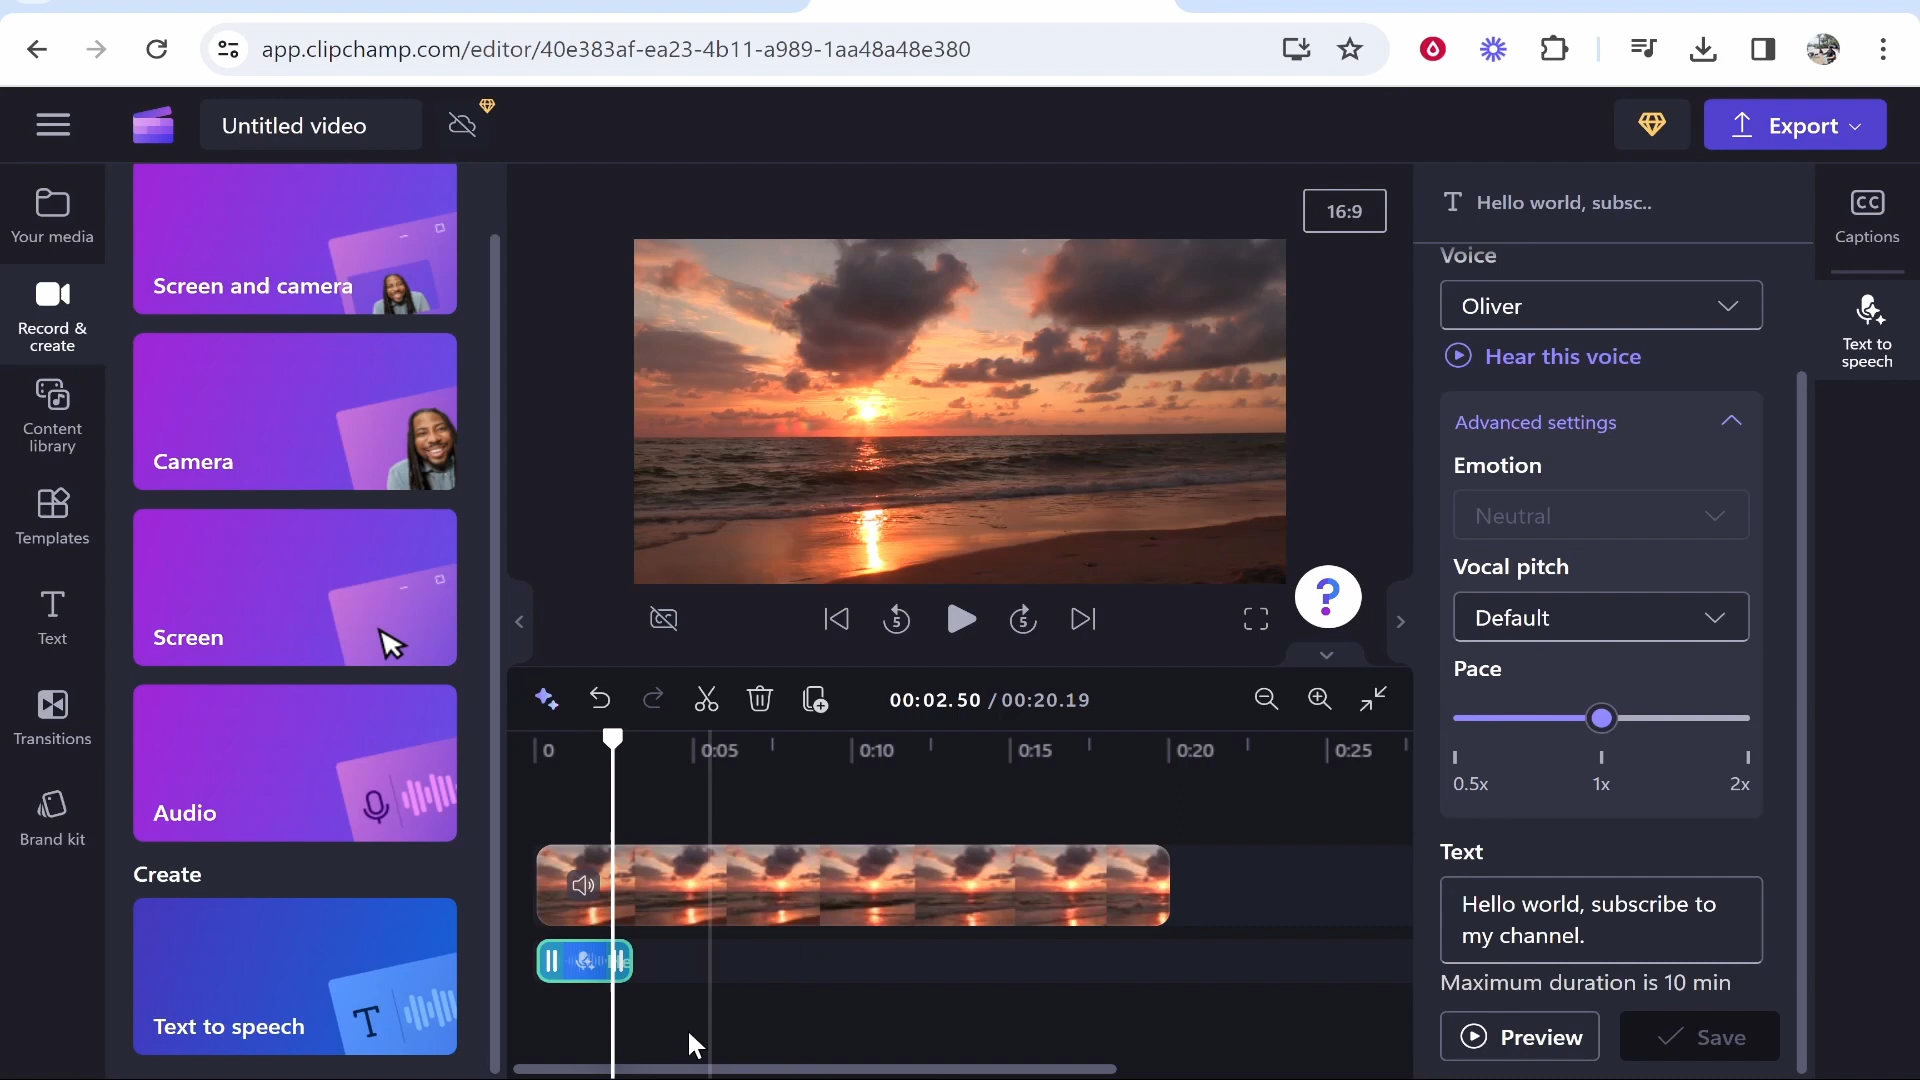 app.clipchamp.com/editor/40e383af-ea23-4b11-a989-1aa48a48e380
Untitled video
Export
Your media
Record &
create
Content
library
Templates
Text
Transitions
Brand kit
Screen and camera
Camera
Screen
Audio
Create
Text to speech
T
16:9
?
5
5
00:02.50 / 00:20.19
0
0:05
0:10
0:15
0:20
0:25
T Hello world, subsc..
Voice
Oliver
Hear this voice
Advanced settings
Emotion
Neutral
Vocal pitch
Default
Pace
0.5x
1x
2x
Text
Hello world, subscribe to
my channel.
Maximum duration is 10 min
Preview
Save
CC
Captions
Text to
speech